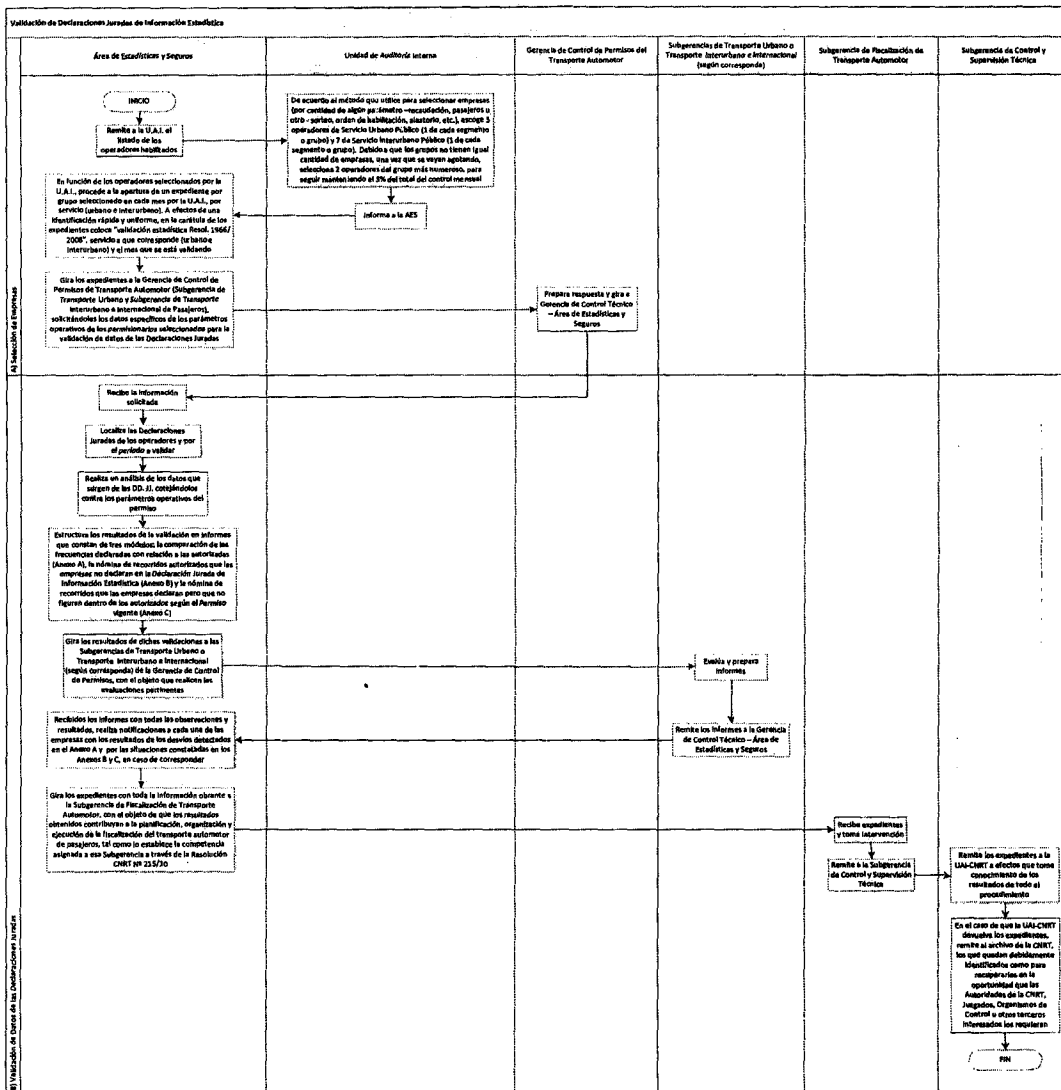 Validación de Declaraciones Juradas de Información Estadística
Área de Estadísticas y Seguros
Unidad de Auditoría Interna
Gerencia de Control de Permisos del
Transporte Automotor
Subgerencias de Transporte Urbano o
Transporte Interurbano e Internacional
(según corresponda)
Subgerencia de Fiscalización de
Transporte Automotor
Subgerencia de Control y
Supervisión Técnica
A) Selección de Empresas
INICIO
Remite a la U.A.I. el
listado de los
operadores habilitados
De acuerdo al método que utilice para seleccionar empresas
(por cantidad de algún parámetro –recaudación, pasajeros u
otro - sorteo, orden de habilitación, aleatorio, etc.), escoge 3
operadores de Servicio Urbano Público (1 de cada segmento
o grupo) y 7 de Servicio Interurbano Público (1 de cada
segmento o grupo). Debido a que los grupos no tienen igual
cantidad de empresas, una vez que se vayan agotando,
selecciona 2 operadores del grupo más numeroso, para
seguir manteniendo el 3% del total del control mensual
Informa a la AES
En función de los operadores seleccionados por la
U.A.I., procede a la apertura de un expediente por
grupo seleccionado en cada mes por la U.A.I., por
servicio (urbano e interurbano). A efectos de una
identificación rápida y uniforme, en la carátula de los
expedientes coloca "validación estadística Resol. 1966/
2008", servicio a que corresponde (urbano e
interurbano) y el mes que se está validando
Gira los expedientes a la Gerencia de Control de
Permisos de Transporte Automotor (Subgerencia de
Transporte Urbano y Subgerencia de Transporte
Interurbano e Internacional de Pasajeros),
solicitándoles los datos específicos de los parámetros
operativos de los permisionarios seleccionados para la
validación de datos de las Declaraciones Juradas
Prepara respuesta y gira a
Gerencia de Control Técnico
– Área de Estadísticas y
Seguros
B) Validación de Datos de las Declaraciones Juradas
Recibe la información
solicitada
Localiza las Declaraciones
Juradas de los operadores y por
el período a validar
Realiza un análisis de los datos que
surgen de las DD. JJ. cotejándolos
contra los parámetros operativos del
permiso
Estructura los resultados de la validación en informes
que constan de tres módulos: la comparación de las
frecuencias declaradas con relación a las autorizadas
(Anexo A), la nómina de recorridos autorizados que las
empresas no declaran en la Declaración Jurada de
Información Estadística (Anexo B) y la nómina de
recorridos que las empresas declaran pero que no
figuran dentro de los autorizados según el Permiso
vigente (Anexo C)
Gira los resultados de dichas validaciones a las
Subgerencias de Transporte Urbano o
Transporte Interurbano e Internacional
(según corresponda) de la Gerencia de Control
de Permisos, con el objeto que realicen las
evaluaciones pertinentes
Evalúa y prepara
informes
Remite los informes a la Gerencia
de Control Técnico – Área de
Estadísticas y Seguros
Recibidos los informes con todas las observaciones y
resultados, realiza notificaciones a cada una de las
empresas con los resultados de los desvíos detectados
en el Anexo A y por las situaciones constatadas en los
Anexos B y C, en caso de corresponder
Gira los expedientes con toda la información obrante a
la Subgerencia de Fiscalización de Transporte
Automotor, con el objeto de que los resultados
obtenidos contribuyan a la planificación, organización y
ejecución de la fiscalización del transporte automotor
de pasajeros, tal como lo establece la competencia
asignada a esa Subgerencia a través de la Resolución
CNRT Nº 215/10
Recibe expedientes
y toma intervención
Remite a la Subgerencia
de Control y Supervisión
Técnica
Remite los expedientes a la
UAI-CNRT a efectos que tome
conocimiento de los
resultados de todo el
procedimiento
En el caso de que la UAI-CNRT
devuelva los expedientes,
remite al archivo de la CNRT,
los que quedan debidamente
identificados como para
recuperarlos en la
oportunidad que las
Autoridades de la CNRT,
Juzgados, Organismos de
Control u otros terceros
interesados los requieran
FIN